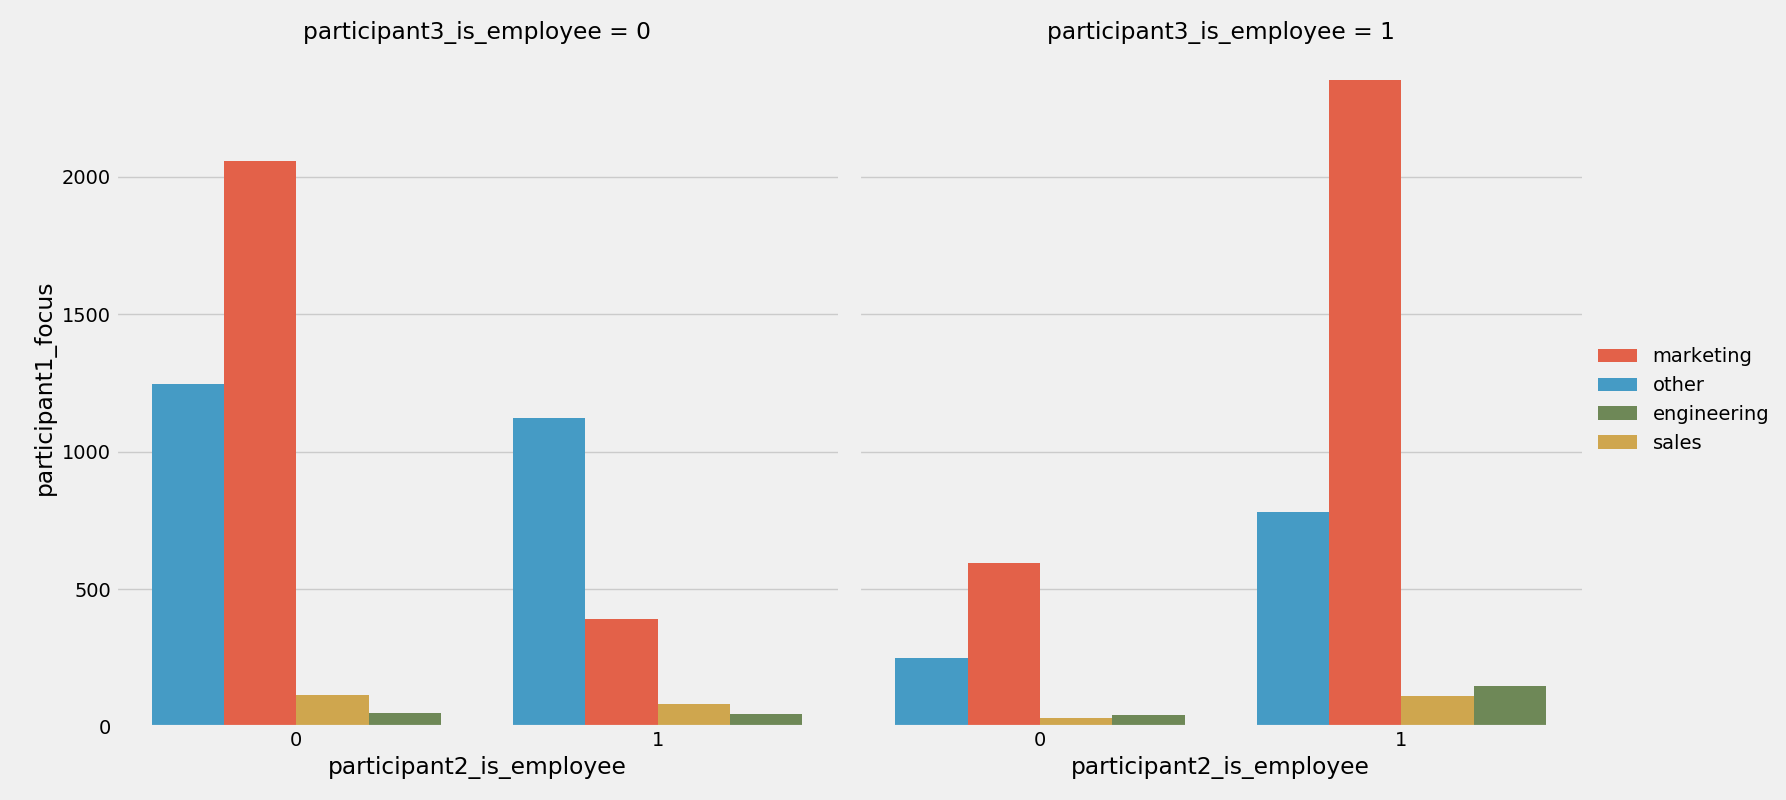 participant3_is_employee = 0
participant3_is_employee = 1
participant1_focus
2000
1500
1000
500
0
0
1
0
1
participant2_is_employee
participant2_is_employee
marketing
other
engineering
sales